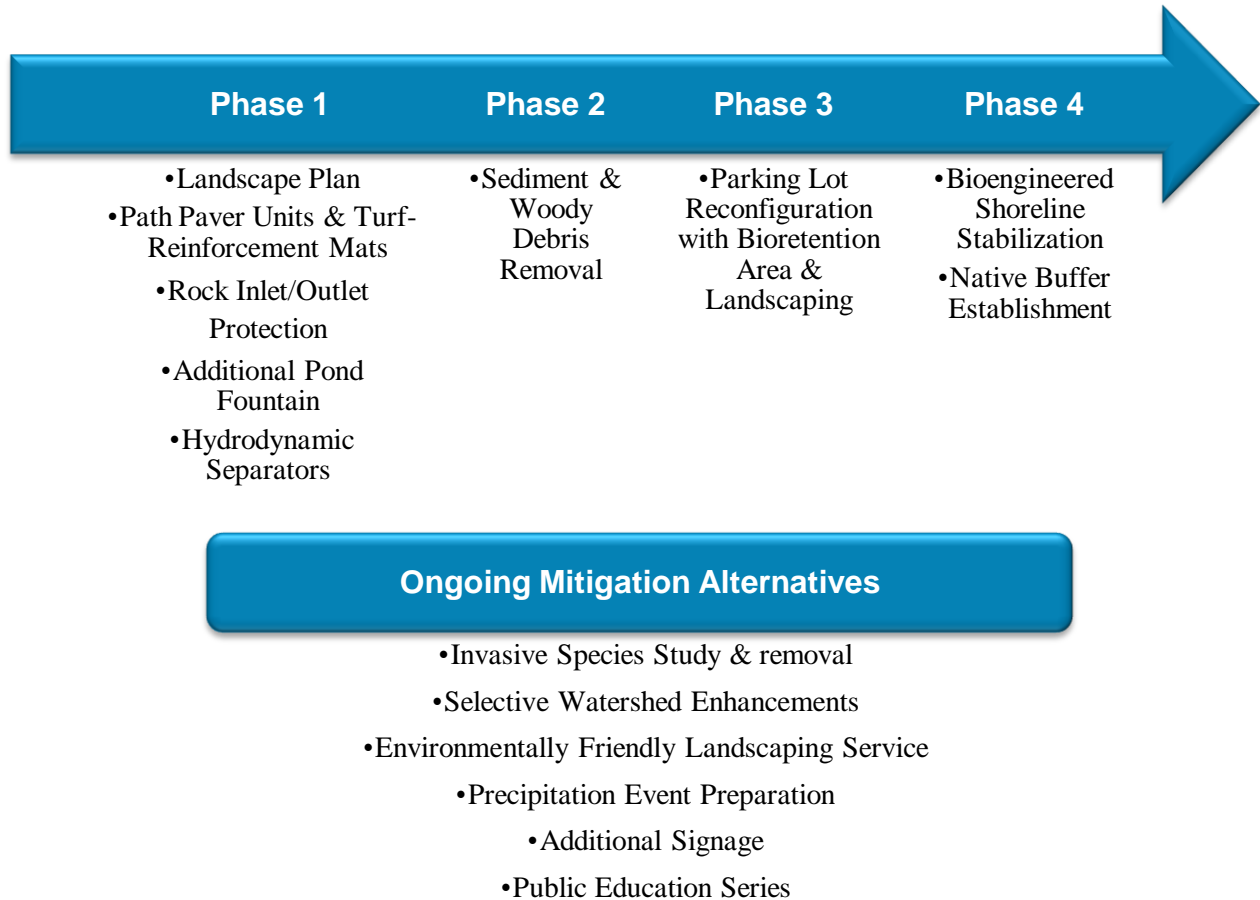 Phase 1
•Landscape Plan
•Path Paver Units & Turf-
Reinforcement Mats
•Rock Inlet/Outlet
Protection
•Additional Pond
Fountain
•Hydrodynamic
Separators
Phase 2
•Sediment &
Woody
Debris
Removal
Phase 3
•Parking Lot
Reconfiguration
with Bioretention
Area &
Landscaping
Phase 4
•Bioengineered
Shoreline
Stabilization
•Native Buffer
Establishment
Ongoing Mitigation Alternatives
•Invasive Species Study & removal
•Selective Watershed Enhancements
•Environmentally Friendly Landscaping Service
•Precipitation Event Preparation
•Additional Signage
•Public Education Series